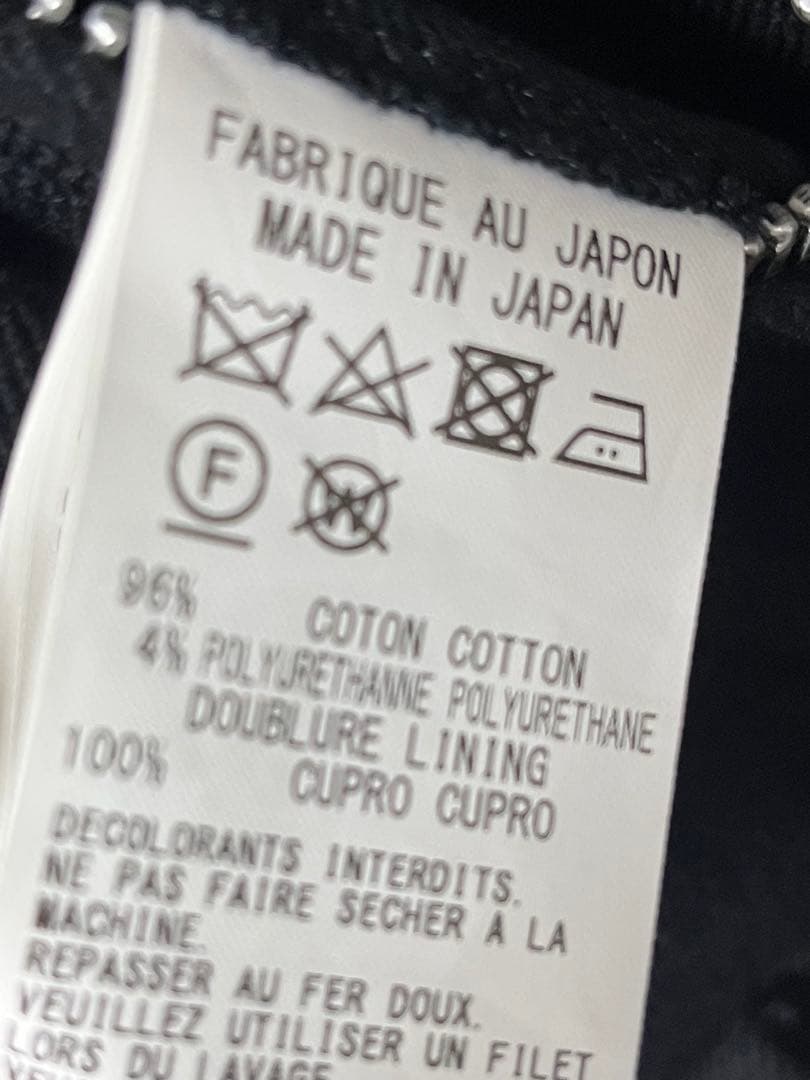 FABRIQUE AU JAPON
MADE IN JAPAN
F W
96% COTON COTTON
4% POLYURETHANNE POLYURETHANE
DOUBLURE LINING
100% CUPRO CUPRO
DECOLORANTS INTERDITS.
NE PAS FAIRE SECHER A LA
MACHINE.
REPASSER AU FER DOUX.
VEUILLEZ UTILISER UN FILET
LORS DU LAVAGE